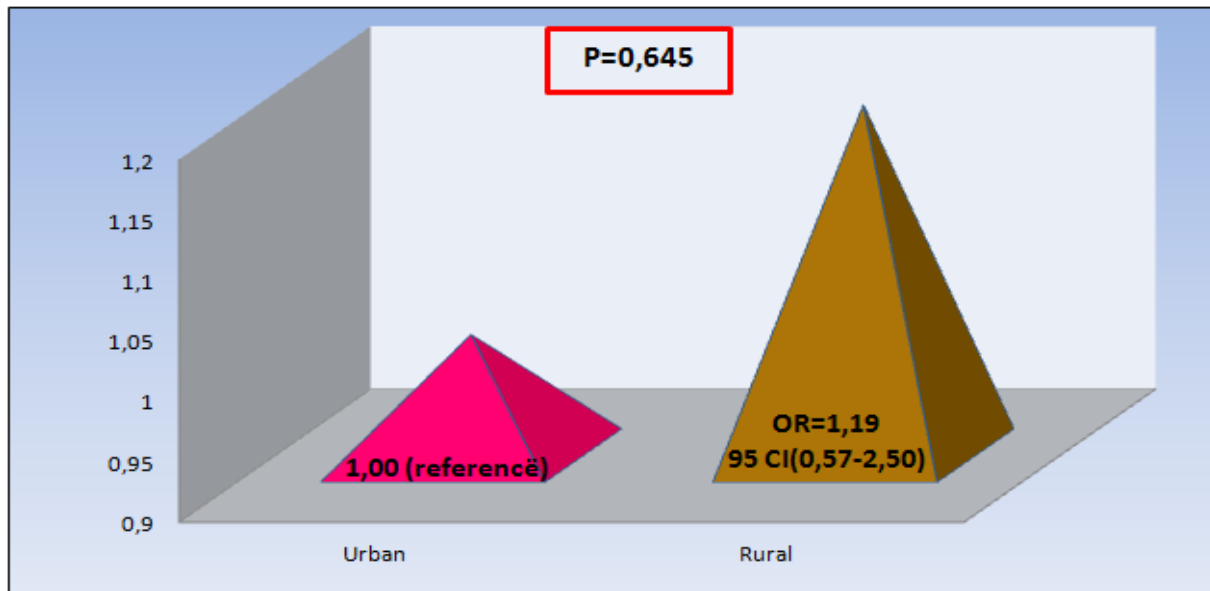 P=0,645
1,2
1,15
1,1
1,05
1
0,95
0,9
1,00 (referencë)
OR=1,19
95 CI(0,57-2,50)
Urban
Rural